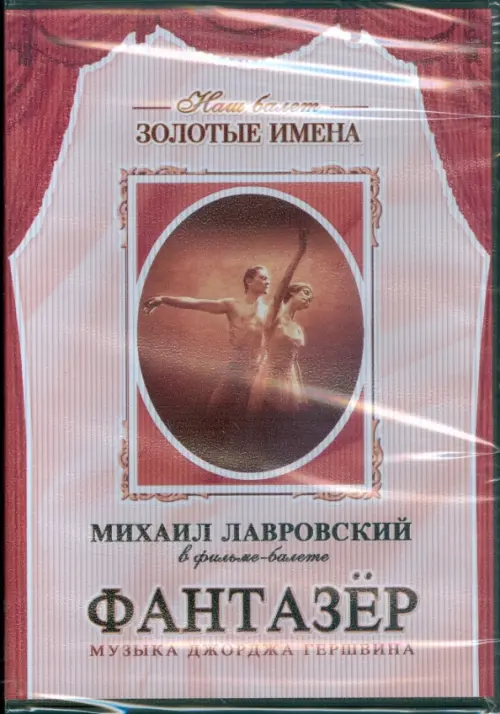 Наш балет
ЗОЛОТЫЕ ИМЕНА
МИХАИЛ ЛАВРОВСКИЙ
в фильме-балете
ФАНТАЗЁР
МУЗЫКА ДЖОРДЖА ГЕРШВИНА